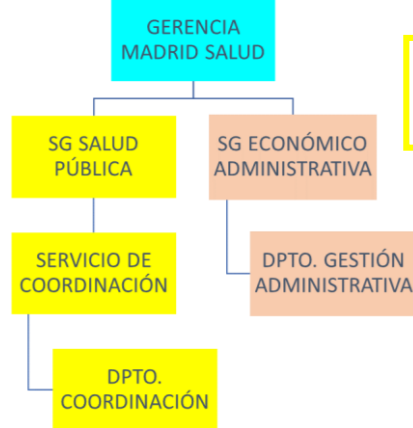 GERENCIA
MADRID SALUD
SG SALUD
PÚBLICA
SG ECONÓMICO
ADMINISTRATIVA
SERVICIO DE
COORDINACIÓN
DPTO. GESTIÓN
ADMINISTRATIVA
DPTO.
COORDINACIÓN